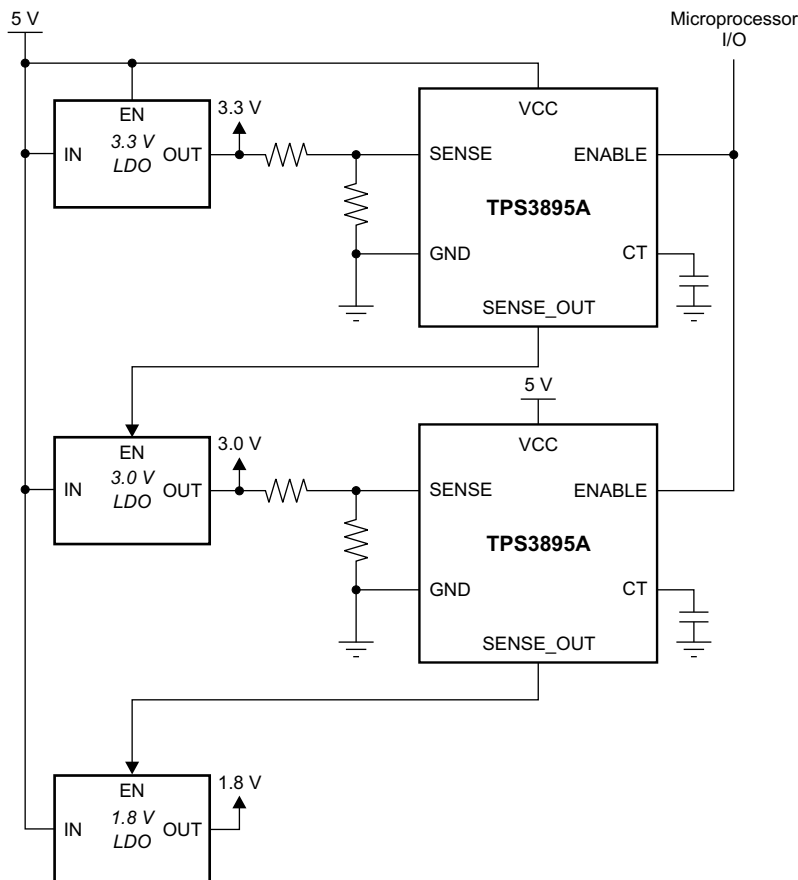 5 V
Microprocessor
I/O
EN
3.3 V
LDO
IN
OUT
3.3 V
VCC
SENSE
ENABLE
TPS3895A
GND
CT
SENSE_OUT
5 V
EN
3.0 V
LDO
IN
OUT
3.0 V
VCC
SENSE
ENABLE
TPS3895A
GND
CT
SENSE_OUT
EN
1.8 V
LDO
IN
OUT
1.8 V